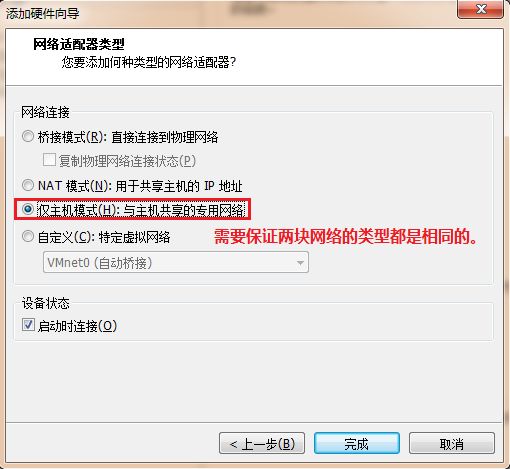 添加硬件向导
网络适配器类型
您要添加何种类型的网络适配器?
网络连接
桥接模式(R): 直接连接到物理网络
复制物理网络连接状态(P)
NAT 模式(N): 用于共享主机的 IP 地址
仅主机模式(H): 与主机共享的专用网络
自定义(C): 特定虚拟网络
需要保证两块网络的类型都是相同的。
VMnet0 (自动桥接)
设备状态
启动时连接(O)
< 上一步(B)
完成
取消